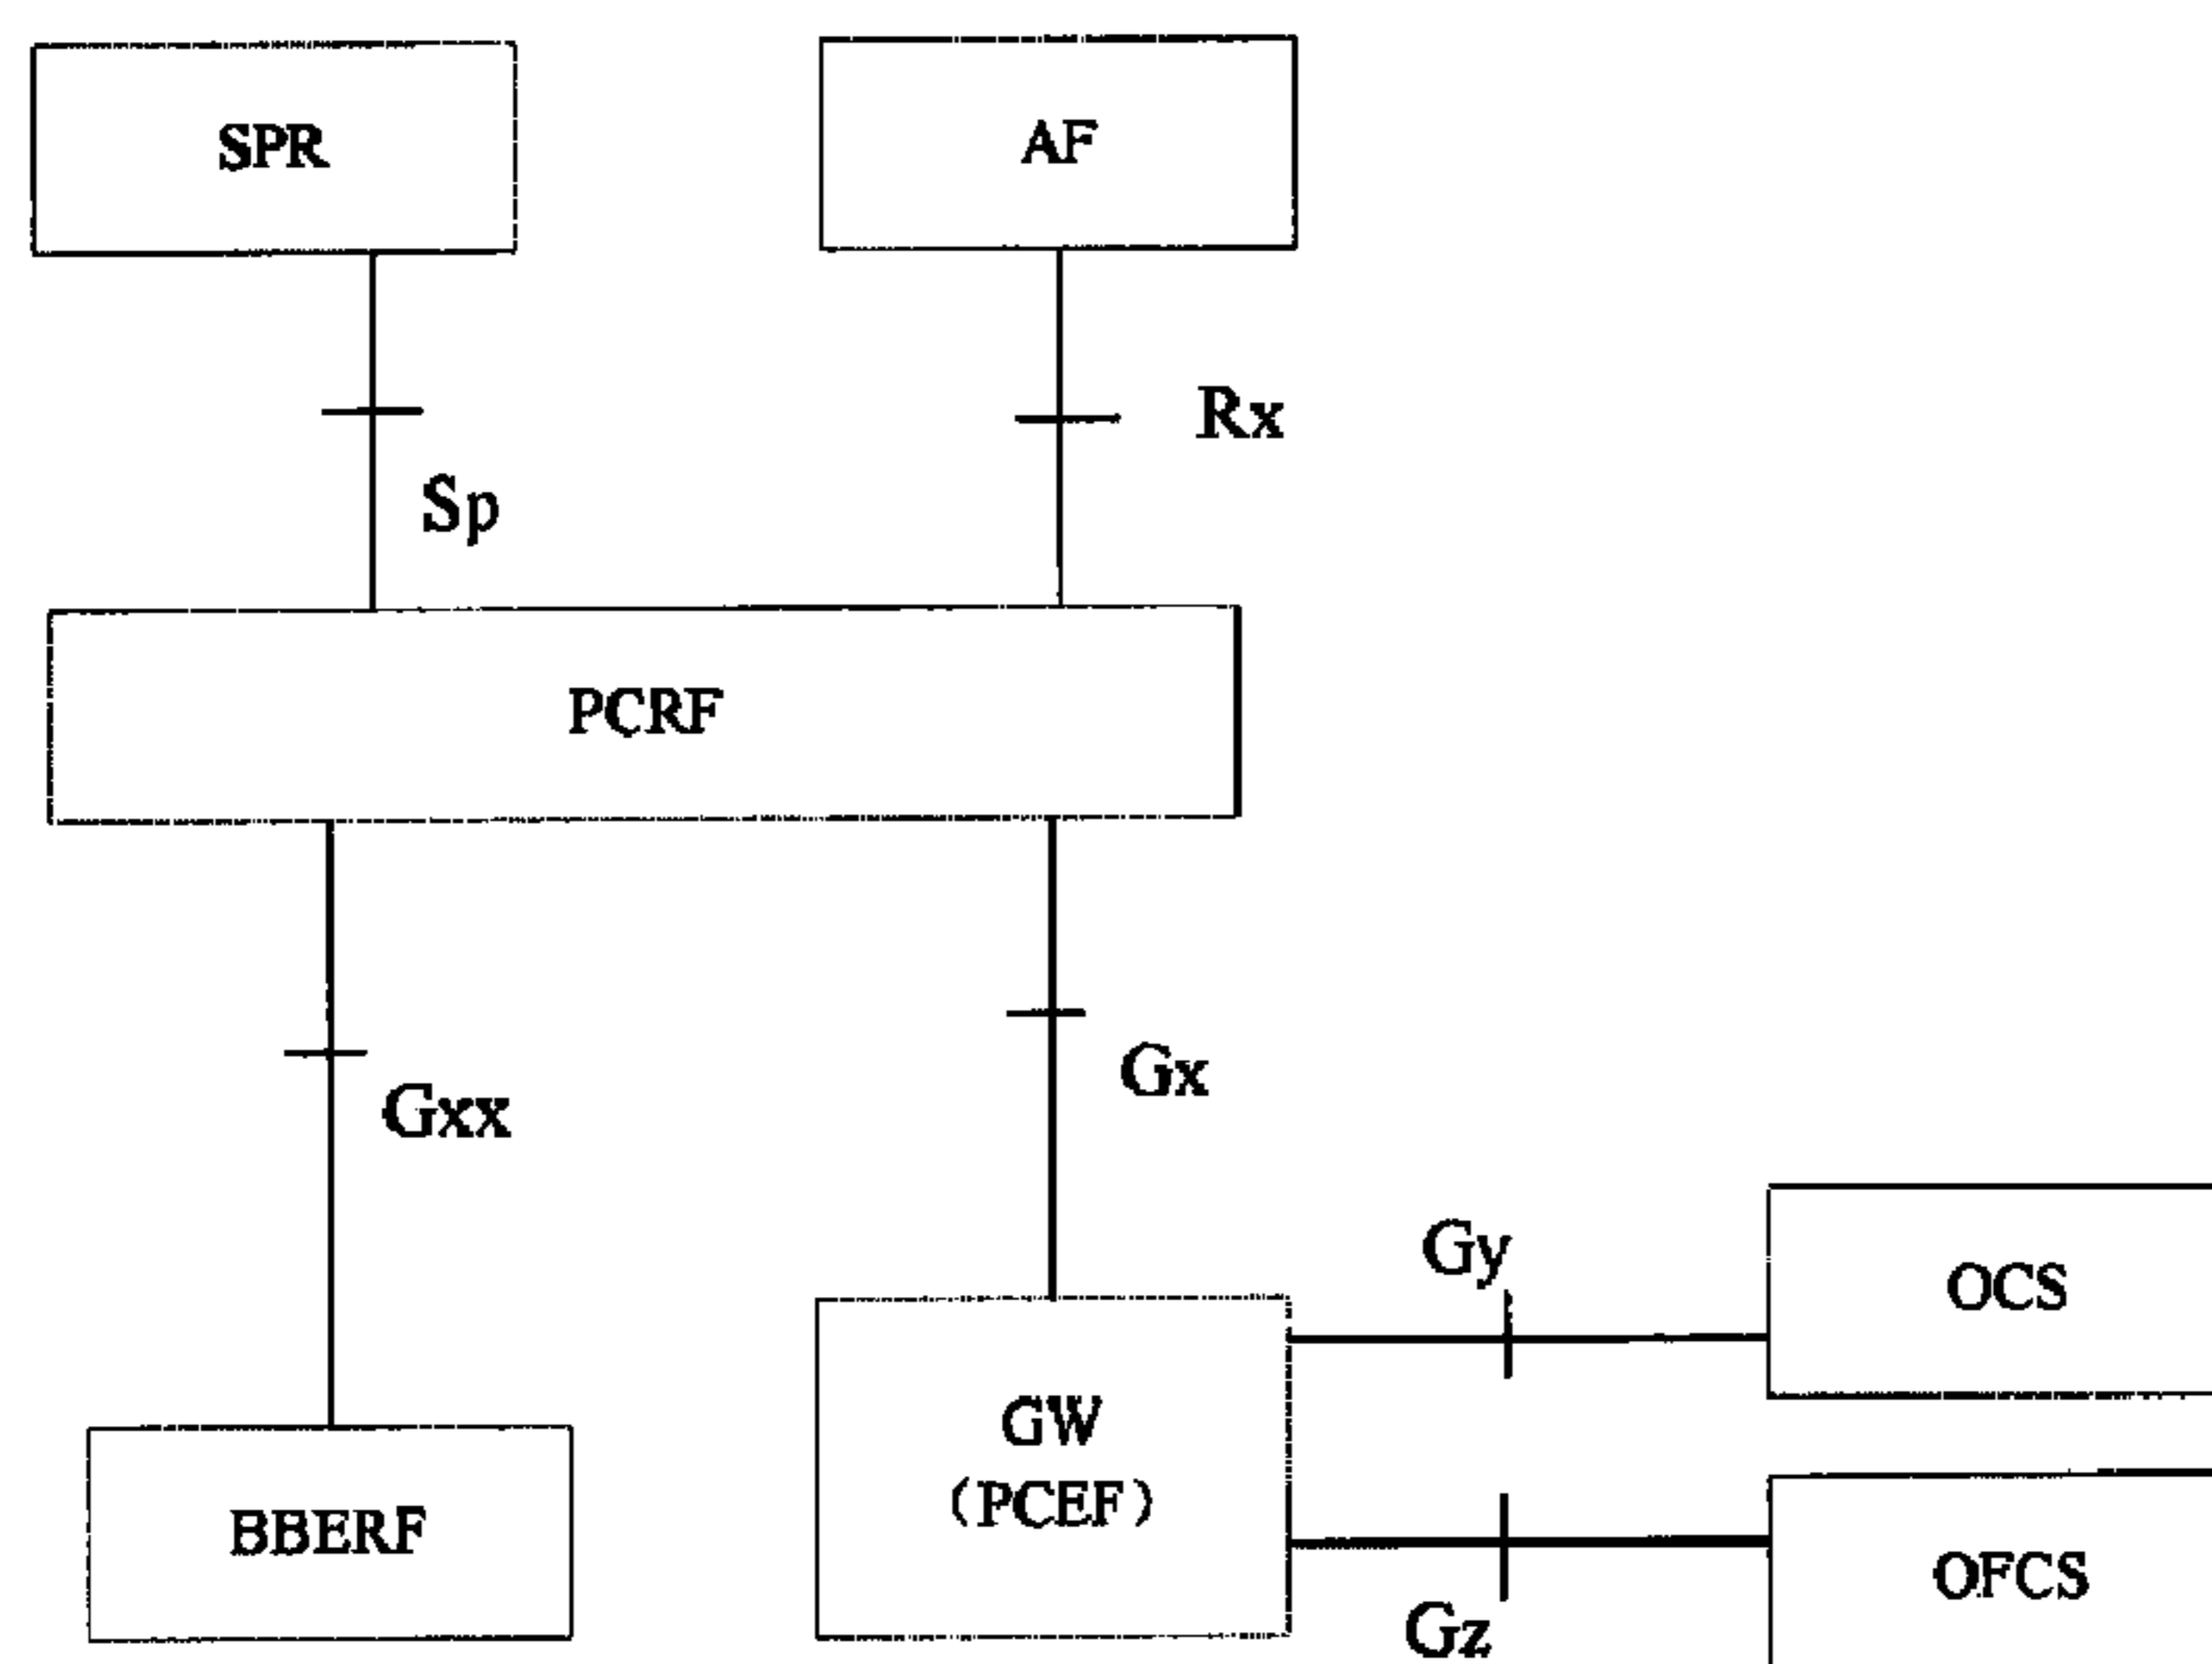 SPR
AF
Rx
Sp
PCRF
Gx
Gxx
Gy
OCS
GW
（PCEF）
BBERF
OFCS
Gz